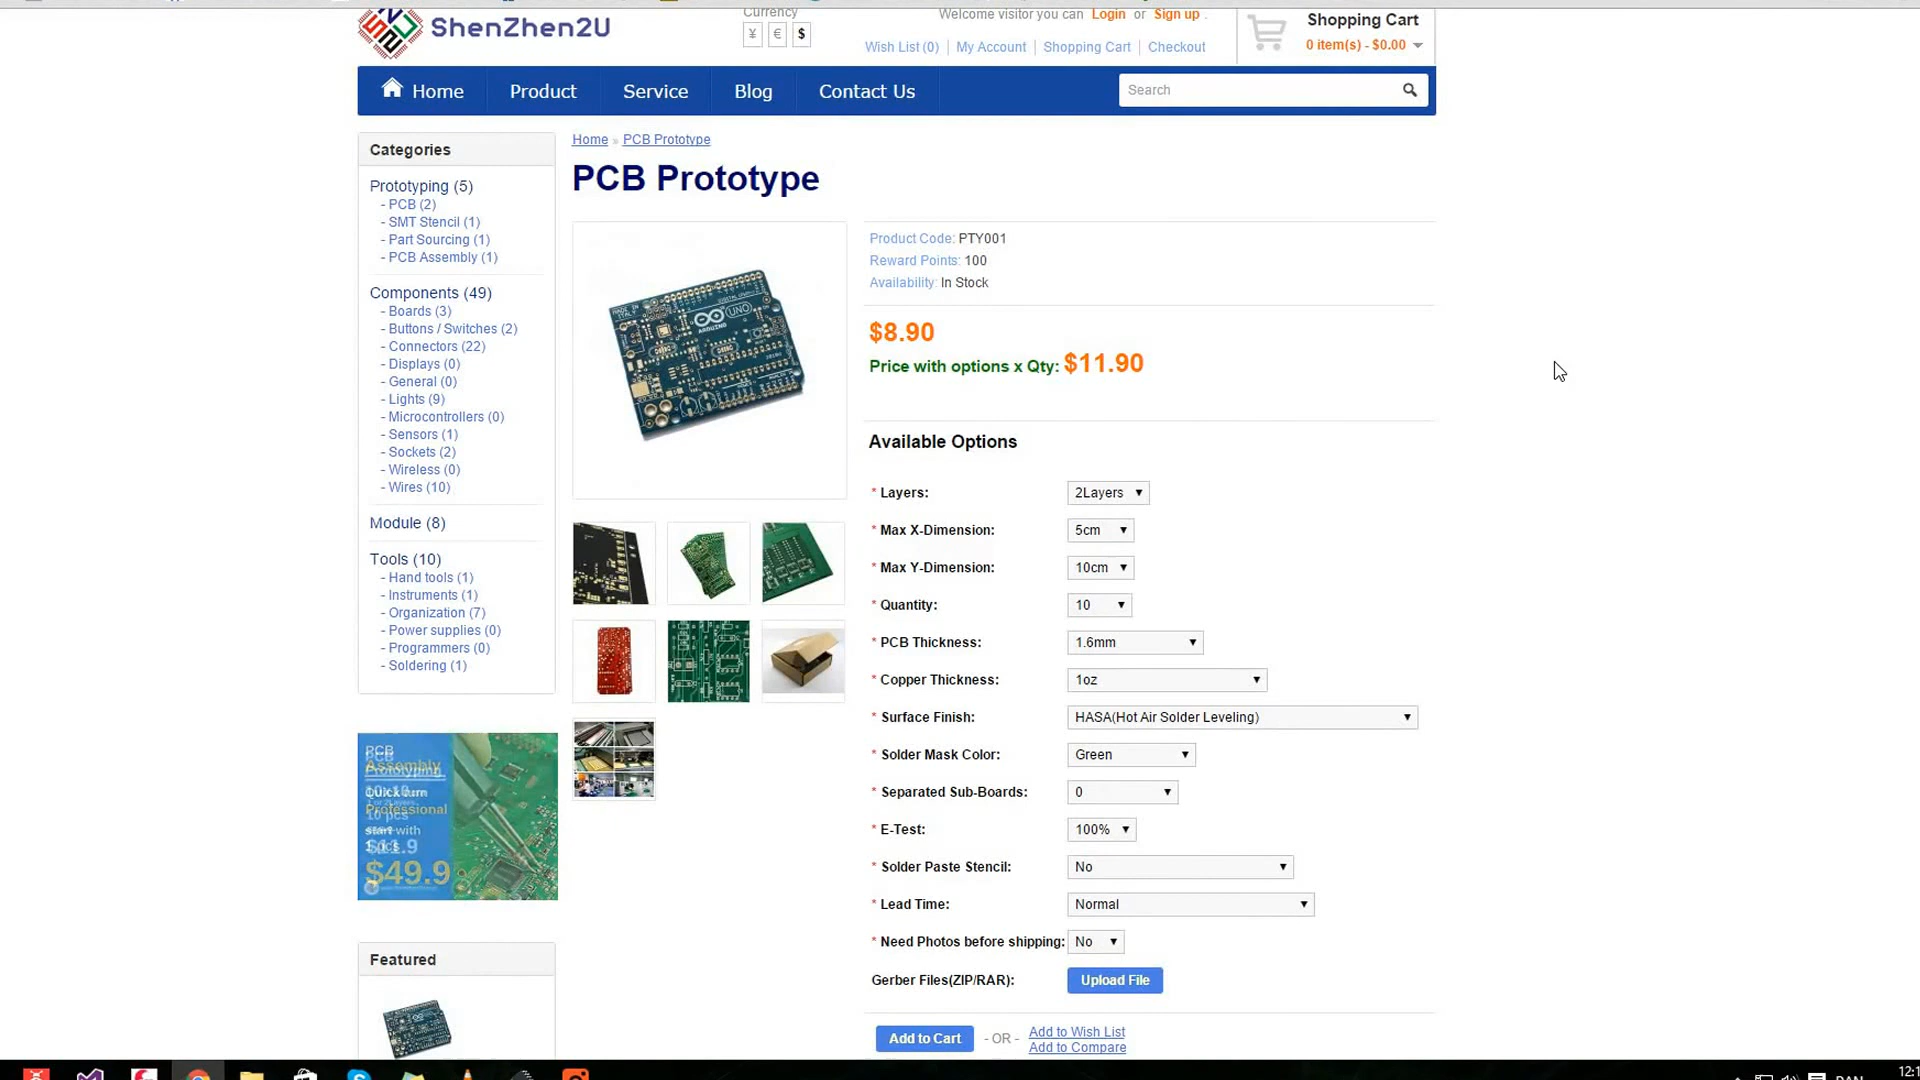 ShenZhen2U
Currency
¥ € $
Welcome visitor you can Login or Sign up .
Wish List (0) My Account Shopping Cart Checkout
Shopping Cart
0 item(s) - $0.00
Home Product Service Blog Contact Us
Search
Categories
Prototyping (5)
- PCB (2)
- SMT Stencil (1)
- Part Sourcing (1)
- PCB Assembly (1)
Components (49)
- Boards (3)
- Buttons / Switches (2)
- Connectors (22)
- Displays (0)
- General (0)
- Lights (9)
- Microcontrollers (0)
- Sensors (1)
- Sockets (2)
- Wireless (0)
- Wires (10)
Module (8)
Tools (10)
- Hand tools (1)
- Instruments (1)
- Organization (7)
- Power supplies (0)
- Programmers (0)
- Soldering (1)
PCB
Professional
$49.9
Featured
Home » PCB Prototype
PCB Prototype
UNO
ARDUINO
Product Code: PTY001
Reward Points: 100
Availability: In Stock
$8.90
Price with options x Qty: $11.90
Available Options
* Layers: 2Layers
* Max X-Dimension: 5cm
* Max Y-Dimension: 10cm
* Quantity: 10
* PCB Thickness: 1.6mm
* Copper Thickness: 1oz
* Surface Finish: HASA(Hot Air Solder Leveling)
* Solder Mask Color: Green
* Separated Sub-Boards: 0
* E-Test: 100%
* Solder Paste Stencil: No
* Lead Time: Normal
* Need Photos before shipping: No
Gerber Files(ZIP/RAR): Upload File
Add to Cart - OR - Add to Wish List
Add to Compare